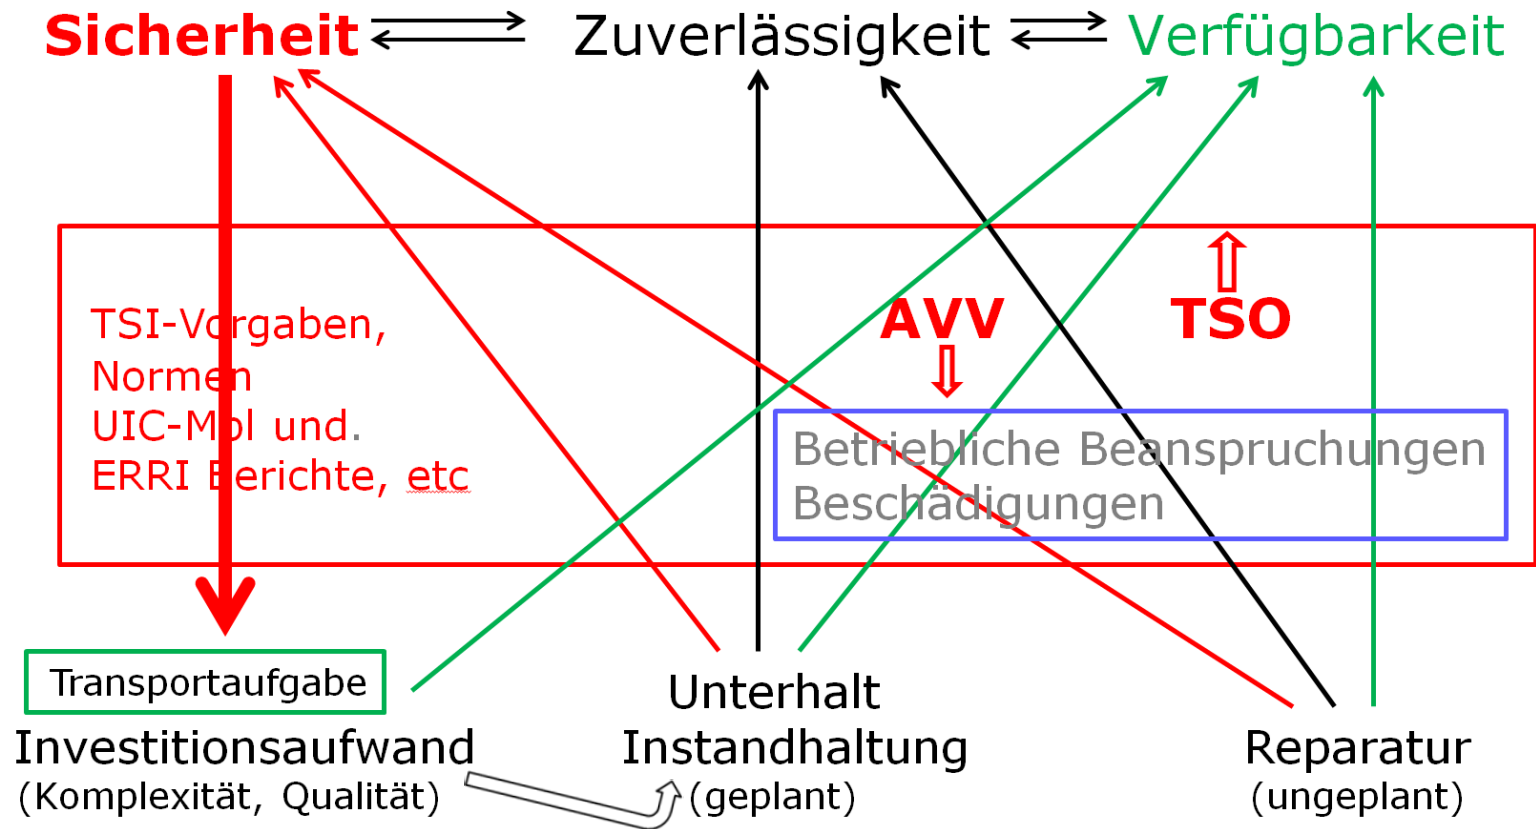 Sicherheit Zuverlässigkeit Verfügbarkeit
TSI-Vorgaben,
Normen
UIC-Mbl und.
ERRI Berichte, etc
AVV TSO
Betriebliche Beanspruchungen
Beschädigungen
Transportaufgabe
Investitionsaufwand
(Komplexität, Qualität)
Unterhalt
Instandhaltung
(geplant)
Reparatur
(ungeplant)